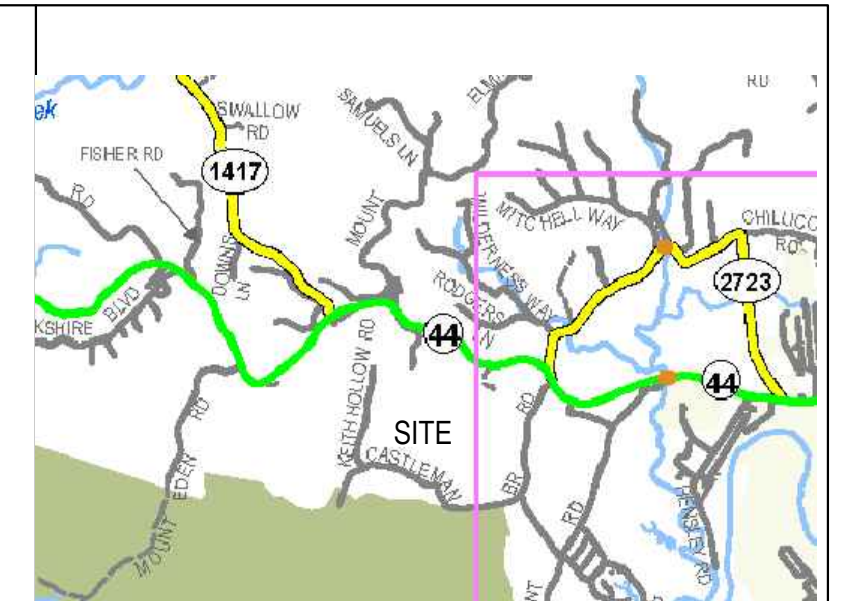 ek
SWALLOW
RD
FISHER RD
1417
RD
SAMUELS LN
ELM
RD
MOUNT
MITCHELL WAY
WILDERNESS WAY
CHILUCC
RD
DOWNS
LN
RODGERS
LN
2723
KSHIRE BLVD
44
44
KEITH HOLLOW RD
RD
RD
SITE
CASTLEMAN
BR
EDEN
MOUNT
RD
HENSLEY RD
NT